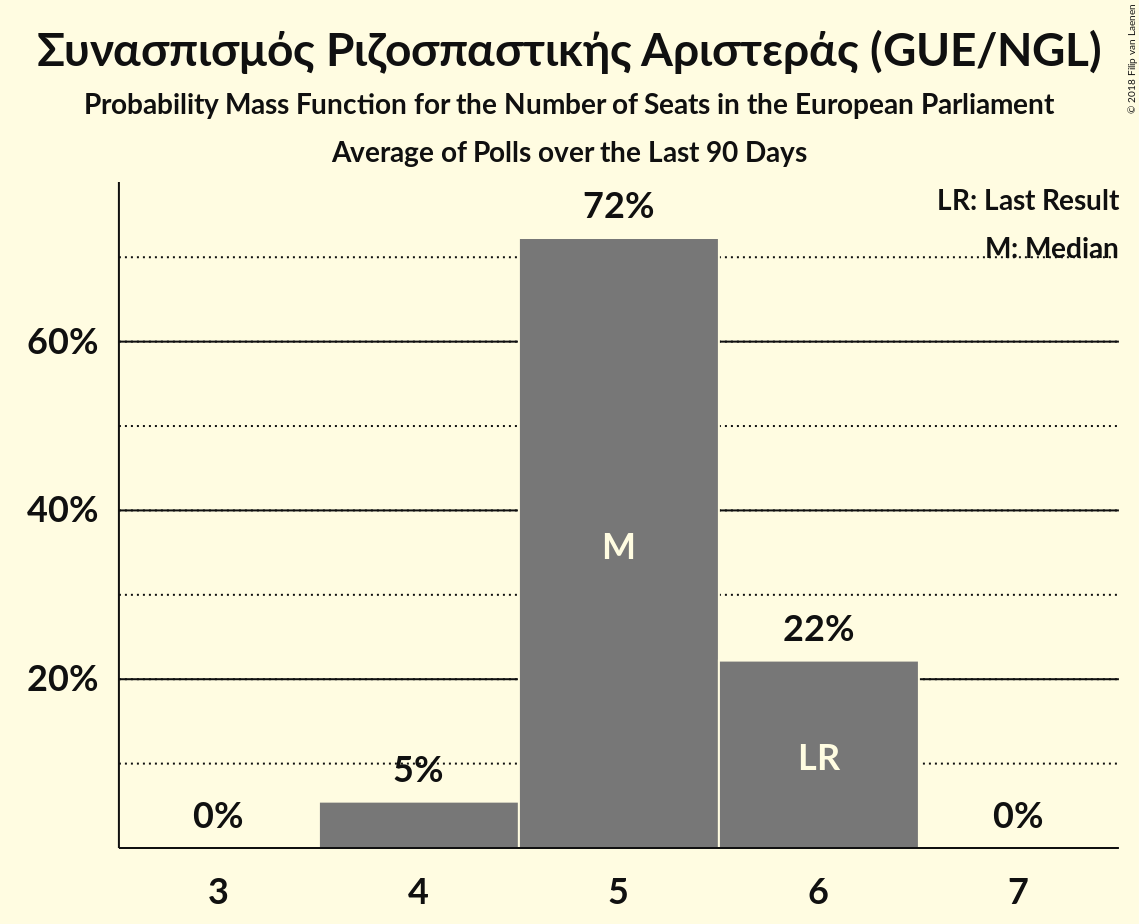 Συνασπισμός Ριζοσπαστικής Αριστεράς (GUE/NGL)
Probability Mass Function for the Number of Seats in the European Parliament
Average of Polls over the Last 90 Days
© 2018 Filip van Laenen
LR: Last Result
M: Median
72%
60%
40%
20%
M
22%
LR
5%
0%
0%
3 4 5 6 7